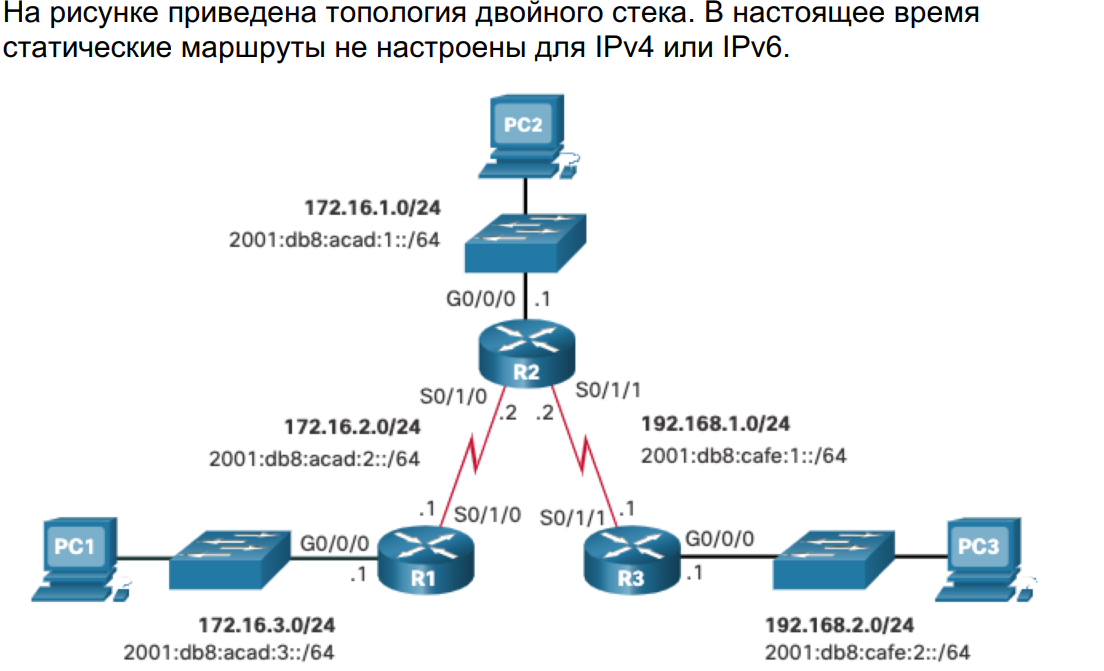 На рисунке приведена топология двойного стека. В настоящее время
статические маршруты не настроены для IPv4 или IPv6.
PC2
172.16.1.0/24
2001:db8:acad:1::/64
G0/0/0 .1
R2
S0/1/0 S0/1/1
.2 .2
172.16.2.0/24 192.168.1.0/24
2001:db8:acad:2::/64 2001:db8:cafe:1::/64
.1 S0/1/0 S0/1/1 .1
PC1 G0/0/0 G0/0/0 PC3
.1 R1 R3 .1
172.16.3.0/24 192.168.2.0/24
2001:db8:acad:3::/64 2001:db8:cafe:2::/64